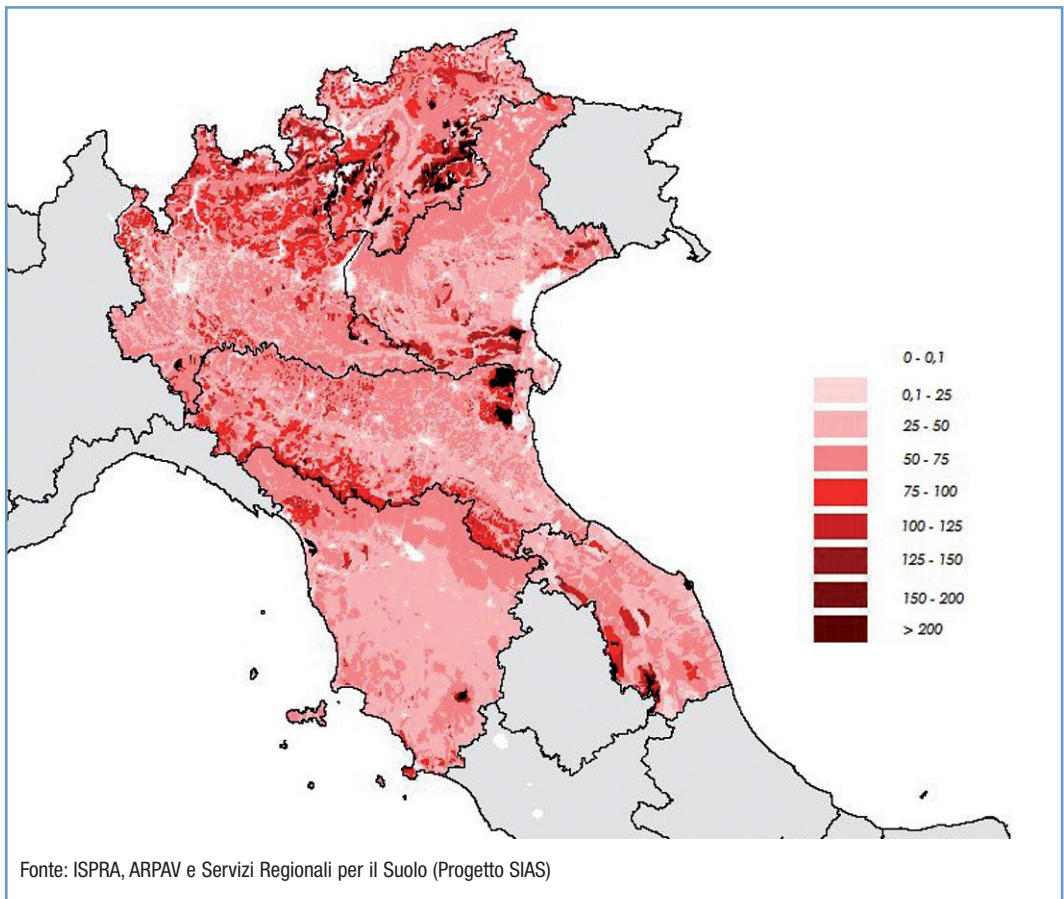 0 - 0,1
0,1 - 25
25 - 50
50 - 75
75 - 100
100 - 125
125 - 150
150 - 200
> 200
Fonte: ISPRA, ARPAV e Servizi Regionali per il Suolo (Progetto SIAS)